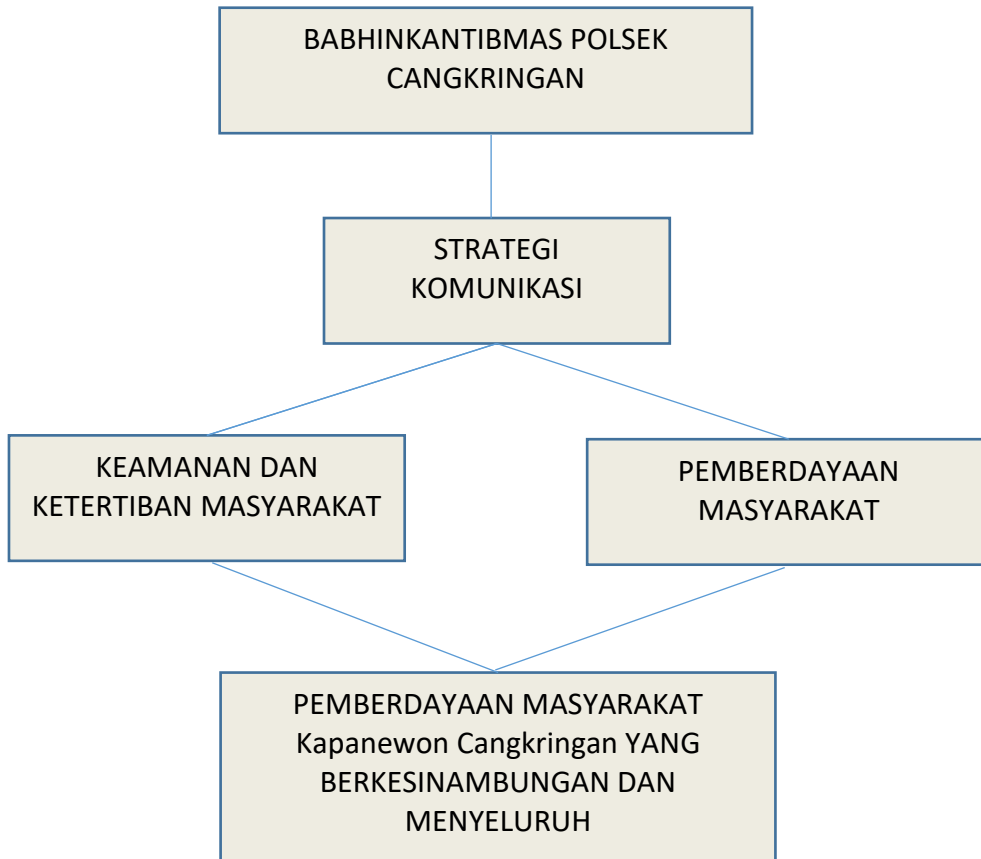 BABHINKANTIBMAS POLSEK
CANGKRINGAN
STRATEGI
KOMUNIKASI
KEAMANAN DAN
KETERTIBAN MASYARAKAT
PEMBERDAYAAN
MASYARAKAT
PEMBERDAYAAN MASYARAKAT
Kapanewon Cangkringan YANG
BERKESINAMBUNGAN DAN
MENYELURUH